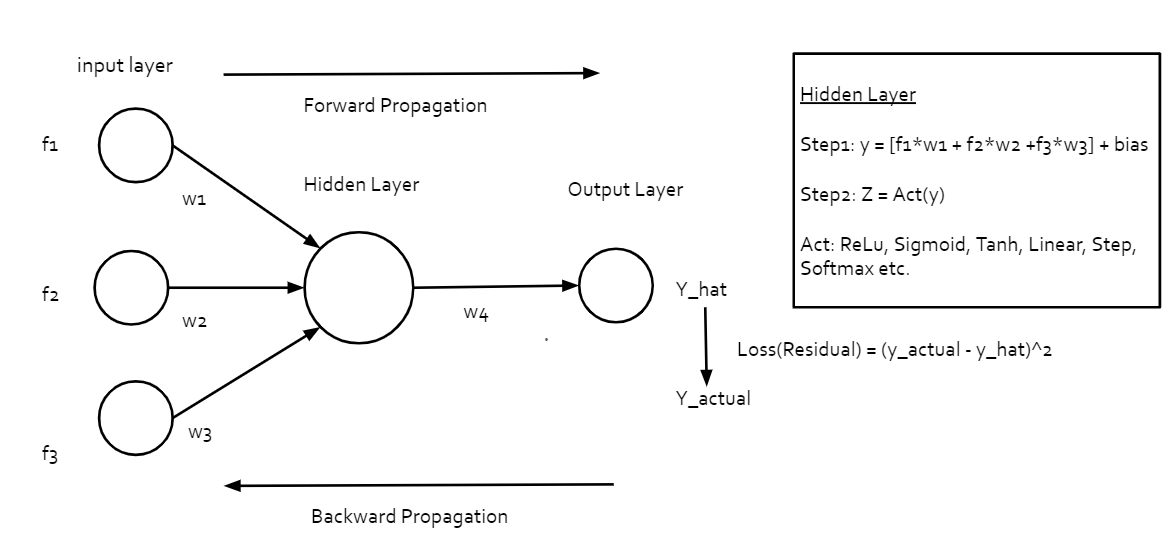 input layer
Forward Propagation
f1
w1
Hidden Layer
Output Layer
f2
w2
w4
Y_hat
Loss(Residual) = (y_actual - y_hat)^2
Y_actual
w3
f3
Backward Propagation
Hidden Layer
Step1: y = [f1*w1 + f2*w2 +f3*w3] + bias
Step2: Z = Act(y)
Act: ReLu, Sigmoid, Tanh, Linear, Step,
Softmax etc.